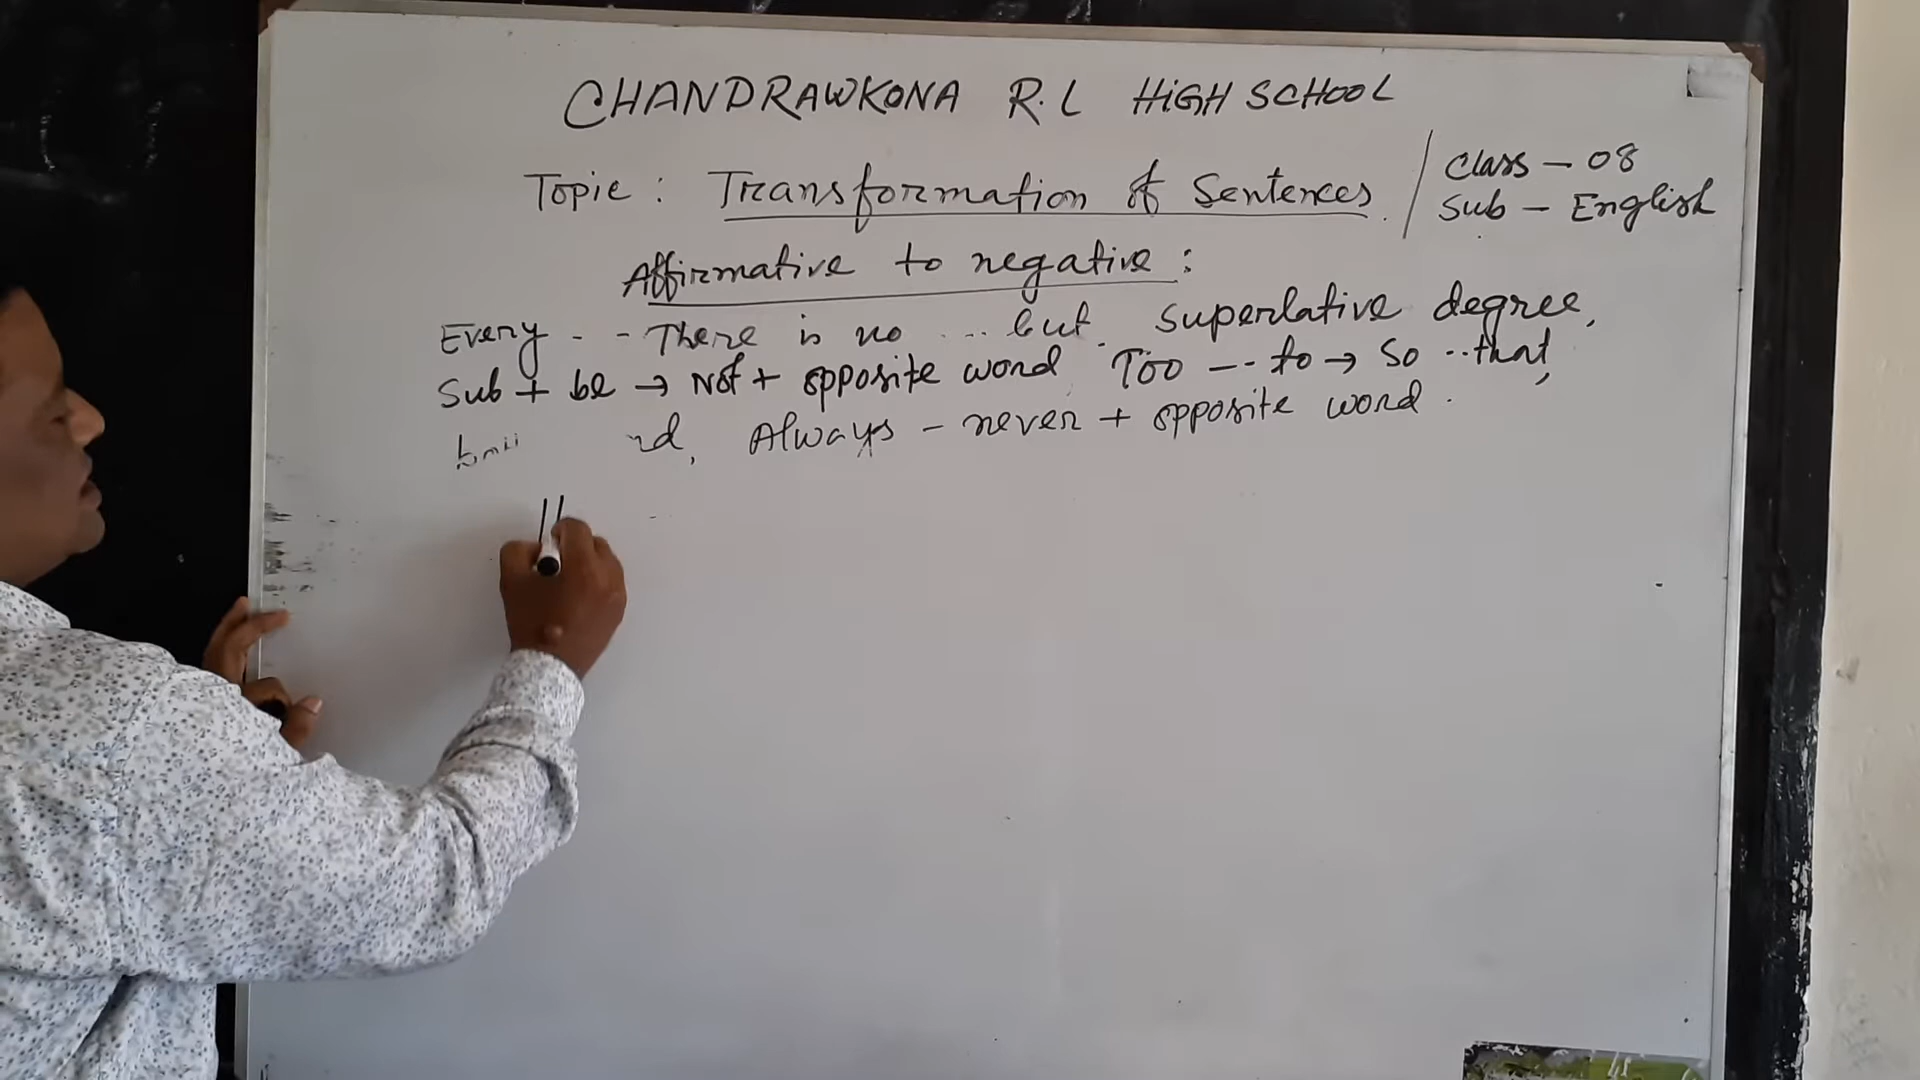 CHANDRAWKONA R.L HIGH SCHOOL
Topic : Transformation of Sentences.
Class - 08
Sub - English
Affirmative to negative :
Every - - There is no ... but. Superlative degree,
Sub + be → Not + opposite word Too --- to → So ..that,
Always - never + opposite word.